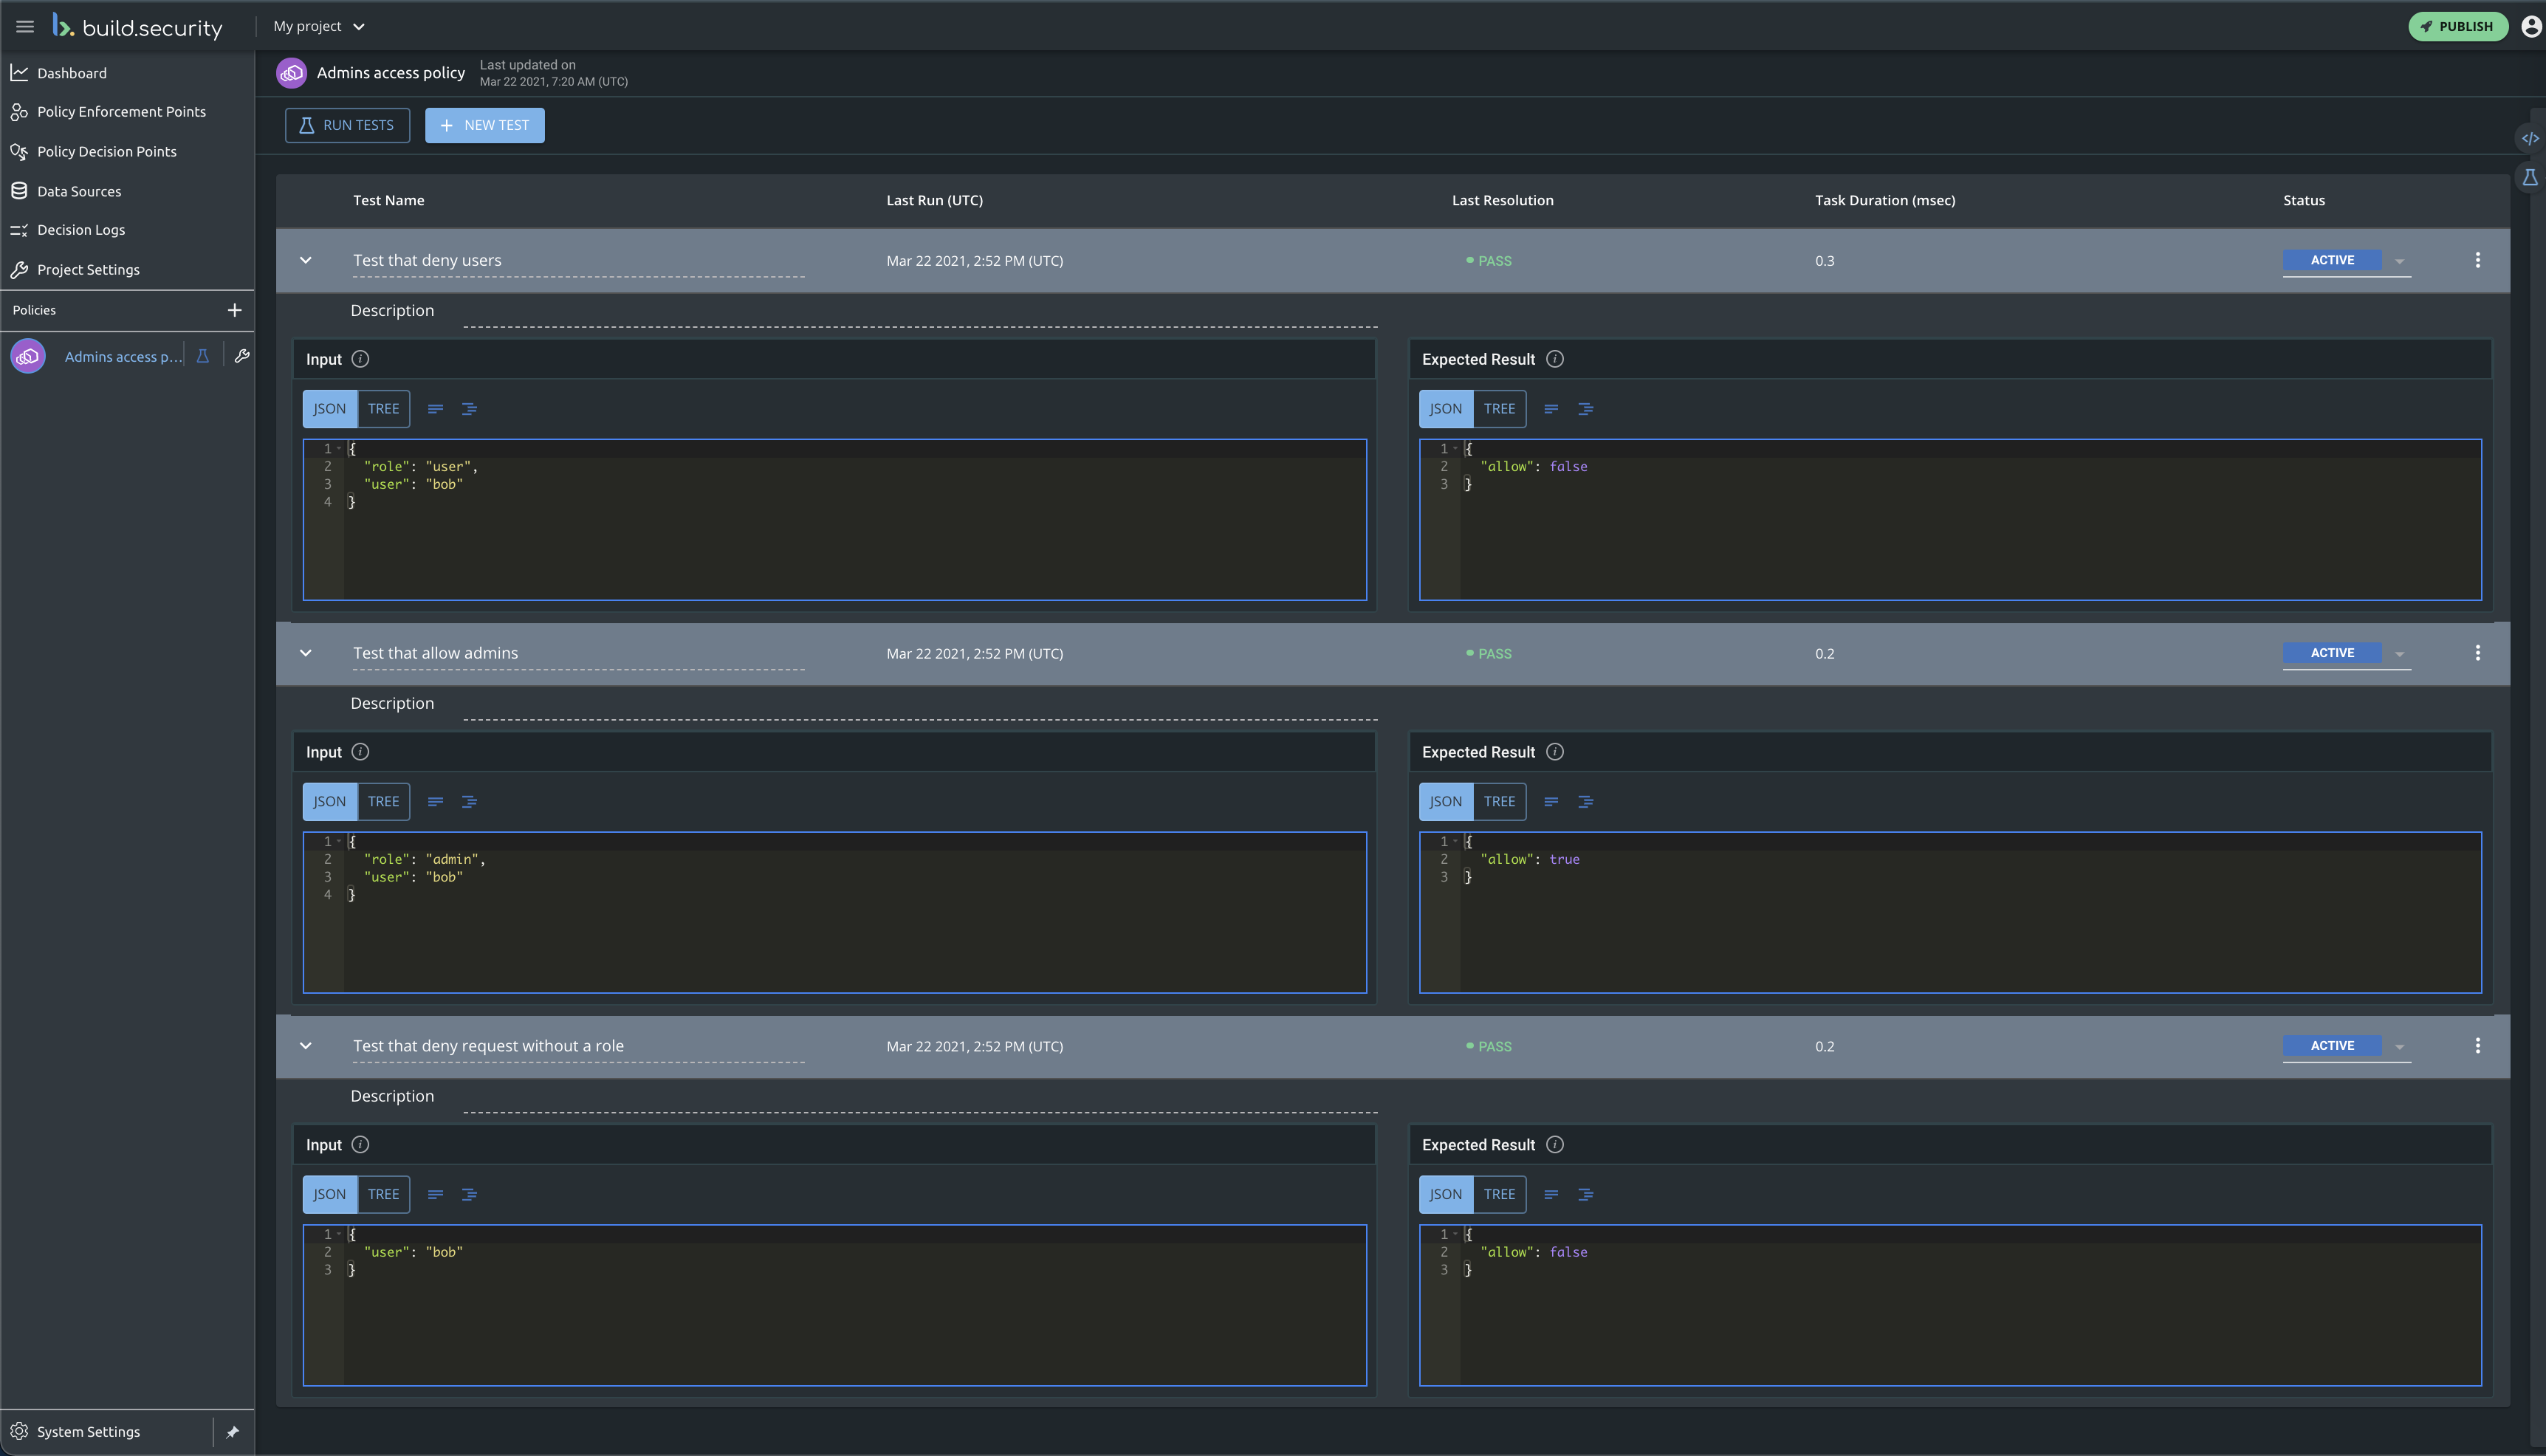 build.security
My project
PUBLISH
Dashboard
Policy Enforcement Points
Policy Decision Points
Data Sources
Decision Logs
Project Settings
Policies
Admins access p...
System Settings
Admins access policy
Last updated on
Mar 22 2021, 7:20 AM (UTC)
RUN TESTS
NEW TEST
Test Name Last Run (UTC) Last Resolution Task Duration (msec) Status
Test that deny users Mar 22 2021, 2:52 PM (UTC) PASS 0.3 ACTIVE
Description
Input
JSON TREE
1 {
2 "role": "user",
3 "user": "bob"
4 }
Expected Result
JSON TREE
1 {
2 "allow": false
3 }
Test that allow admins Mar 22 2021, 2:52 PM (UTC) PASS 0.2 ACTIVE
Description
Input
JSON TREE
1 {
2 "role": "admin",
3 "user": "bob"
4 }
Expected Result
JSON TREE
1 {
2 "allow": true
3 }
Test that deny request without a role Mar 22 2021, 2:52 PM (UTC) PASS 0.2 ACTIVE
Description
Input
JSON TREE
1 {
2 "user": "bob"
3 }
Expected Result
JSON TREE
1 {
2 "allow": false
3 }